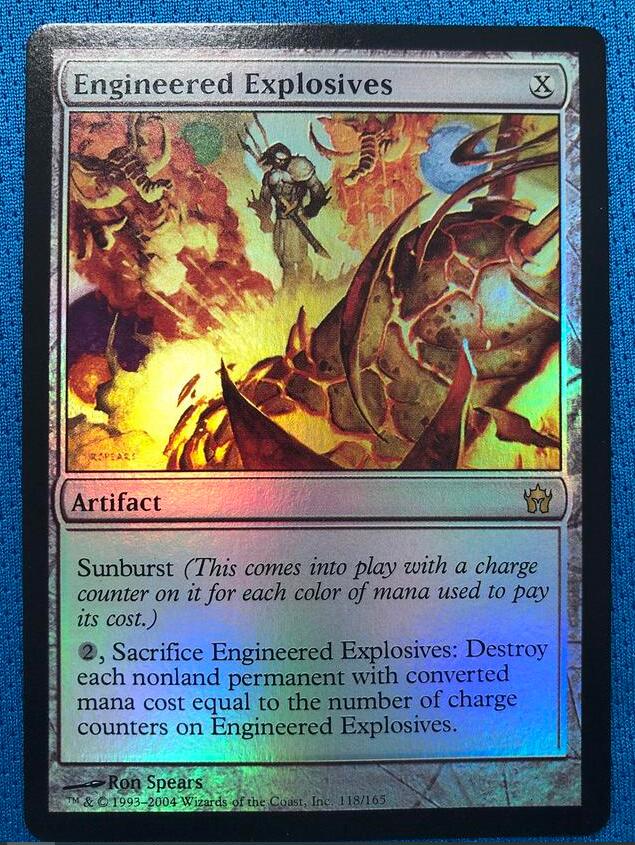 Engineered Explosives X
RSPEARS
Artifact
Sunburst (This comes into play with a charge
counter on it for each color of mana used to pay
its cost.)
2, Sacrifice Engineered Explosives: Destroy
each nonland permanent with converted
mana cost equal to the number of charge
counters on Engineered Explosives.
Ron Spears
™ & © 1993–2004 Wizards of the Coast, Inc. 118/165